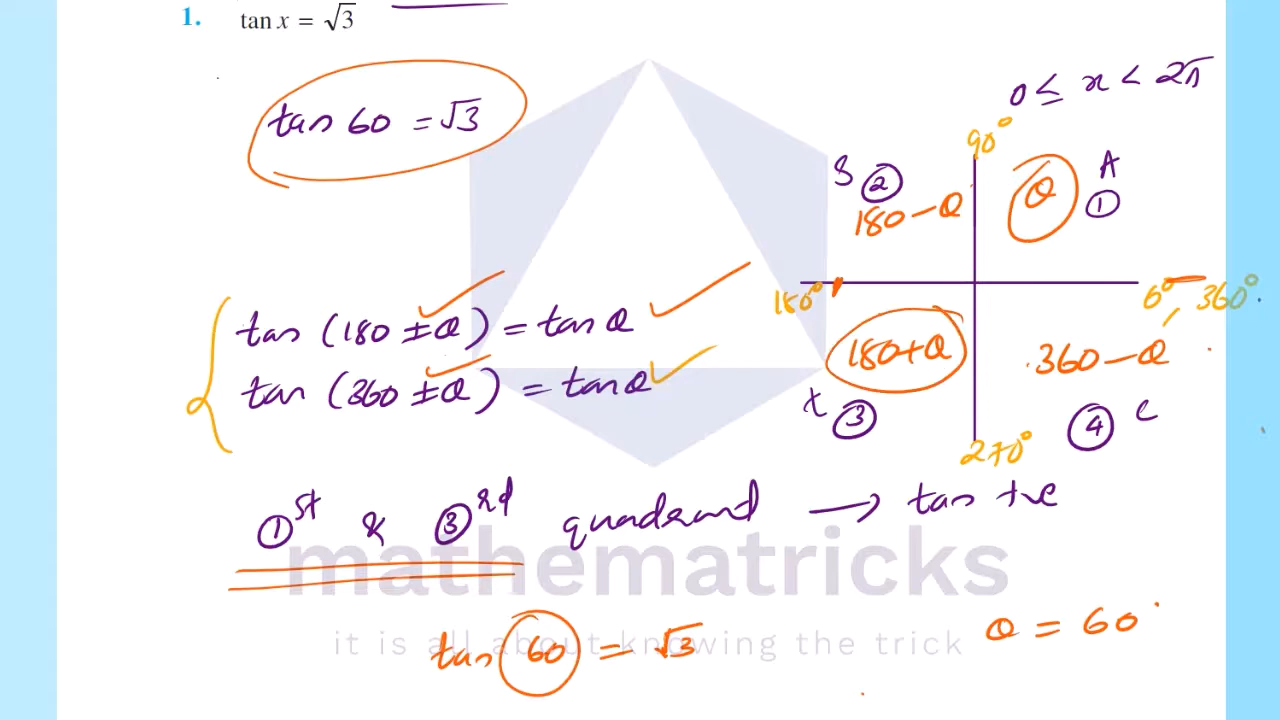 1. tan x = √3
tan 60 = √3
0 ≤ x < 2π
90°
S ② A ①
180 - θ θ
180° 0°, 360°
tan (180 ± θ) = tan θ
180+θ 360 - θ
tan (360 ± θ) = tan θ
t ③ ④ c
270°
①st & ③rd quadrand → tan +ve
mathematricks
it is all about knowing the trick
tan 60 = √3 θ = 60°